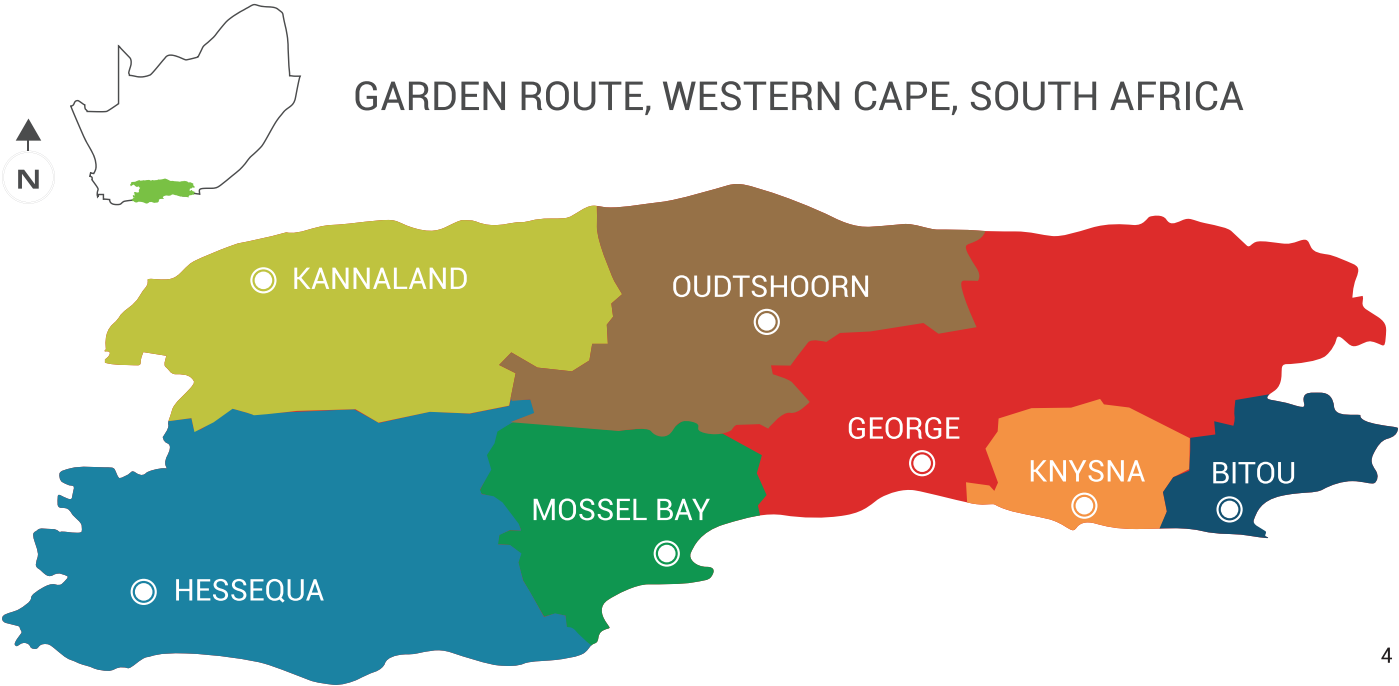 GARDEN ROUTE, WESTERN CAPE, SOUTH AFRICA
N
KANNALAND
OUDTSHOORN
GEORGE
KNYSNA
BITOU
MOSSEL BAY
HESSEQUA
4